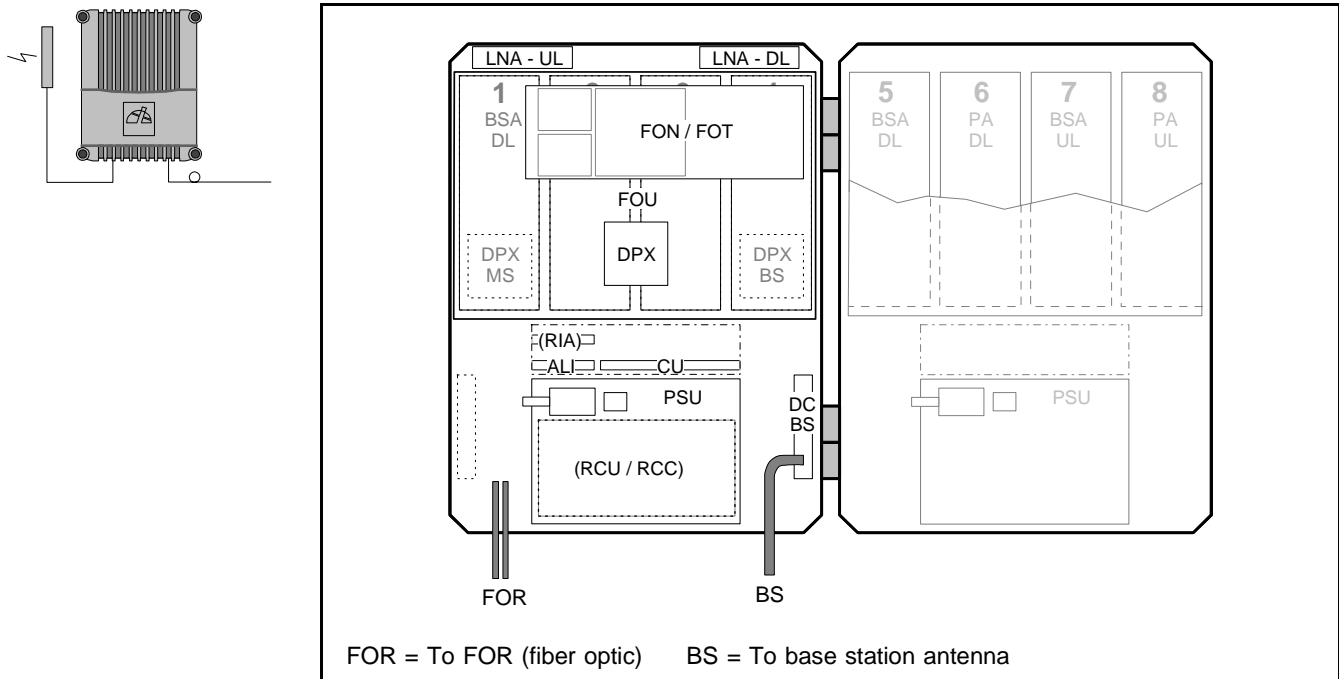 LNA - UL LNA - DL
1
BSA
DL
FON / FOT
FOU
DPX
MS
DPX
DPX
BS
5
BSA
DL
6
PA
DL
7
BSA
UL
8
PA
UL
(RIA)
ALI CU
PSU
DC
BS
(RCU / RCC)
PSU
FOR
BS
FOR = To FOR (fiber optic) BS = To base station antenna